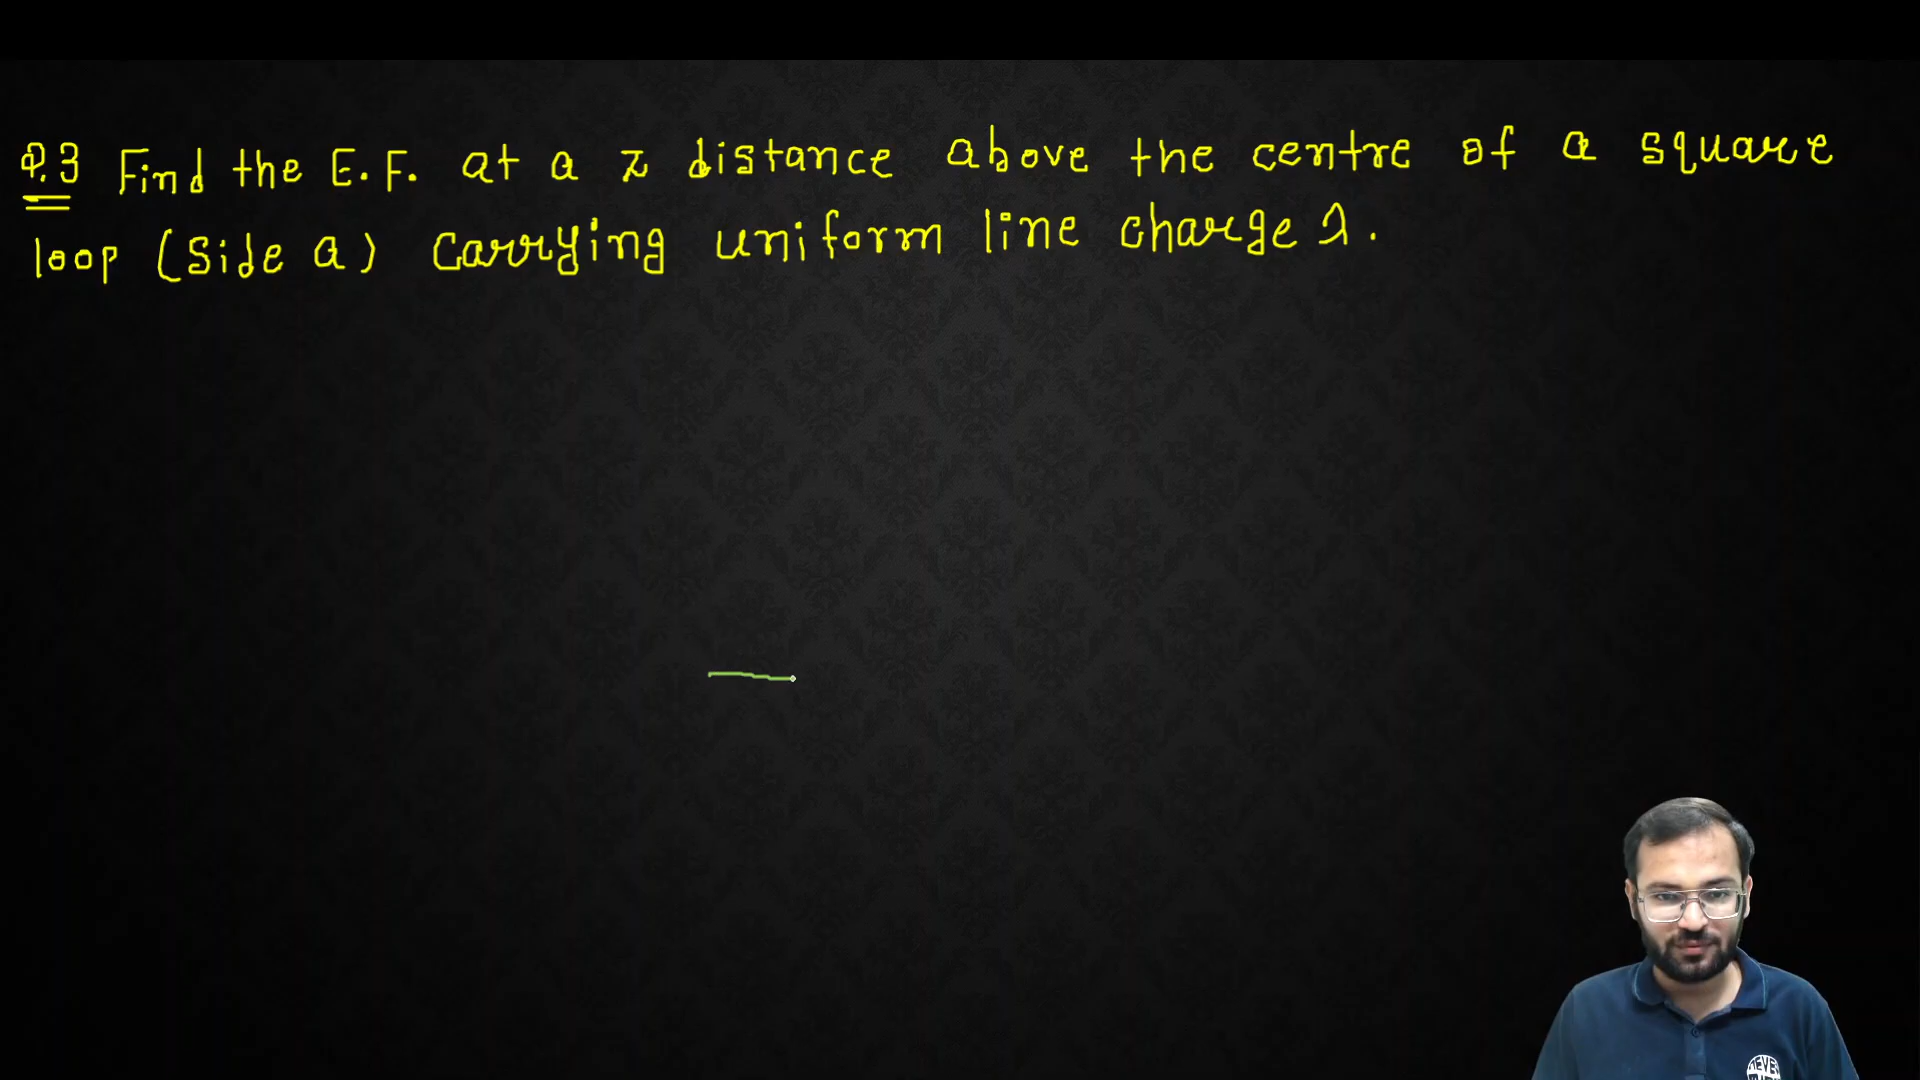 Q.3 Find the E.F. at a z distance above the centre of a square
loop (side a) carrying uniform line charge λ.